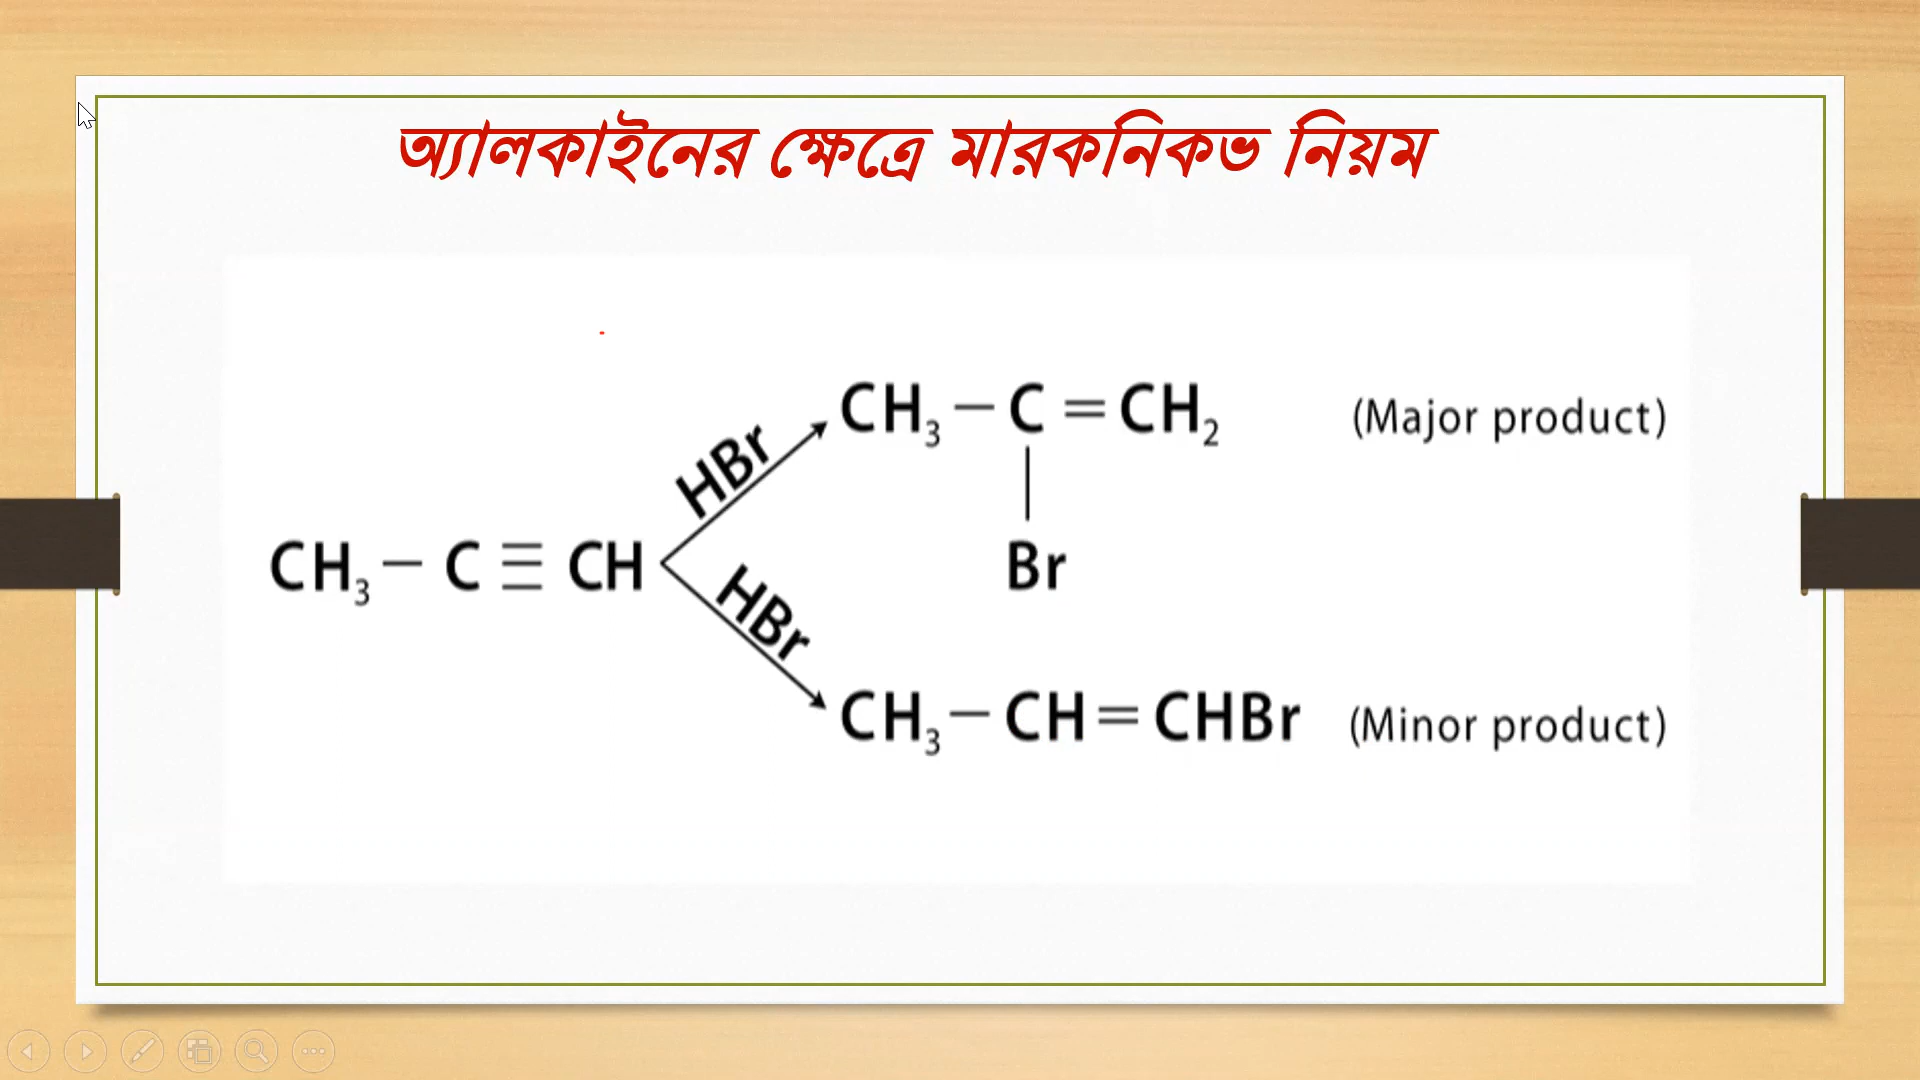 অ্যালকাইনের ক্ষেত্রে মারকনিকভ নিয়ম
CH₃ – C = CH₂ (Major product)
HBr
Br
CH₃ – C ≡ CH
HBr
CH₃ – CH = CHBr (Minor product)